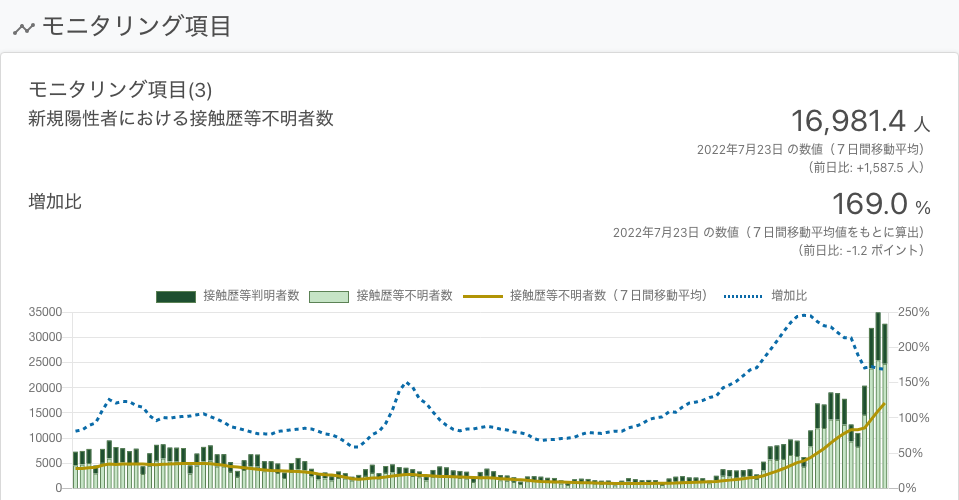 モニタリング項目
モニタリング項目(3)
新規陽性者における接触歴等不明者数
16,981.4 人
2022年7月23日 の数値（７日間移動平均）
（前日比: +1,587.5 人）
増加比
169.0 %
2022年7月23日 の数値（７日間移動平均値をもとに算出）
（前日比: -1.2 ポイント）
接触歴等判明者数 接触歴等不明者数 接触歴等不明者数（７日間移動平均） 増加比
35000 250%
30000
200%
25000
20000 150%
15000
100%
10000
50%
5000
0 0%